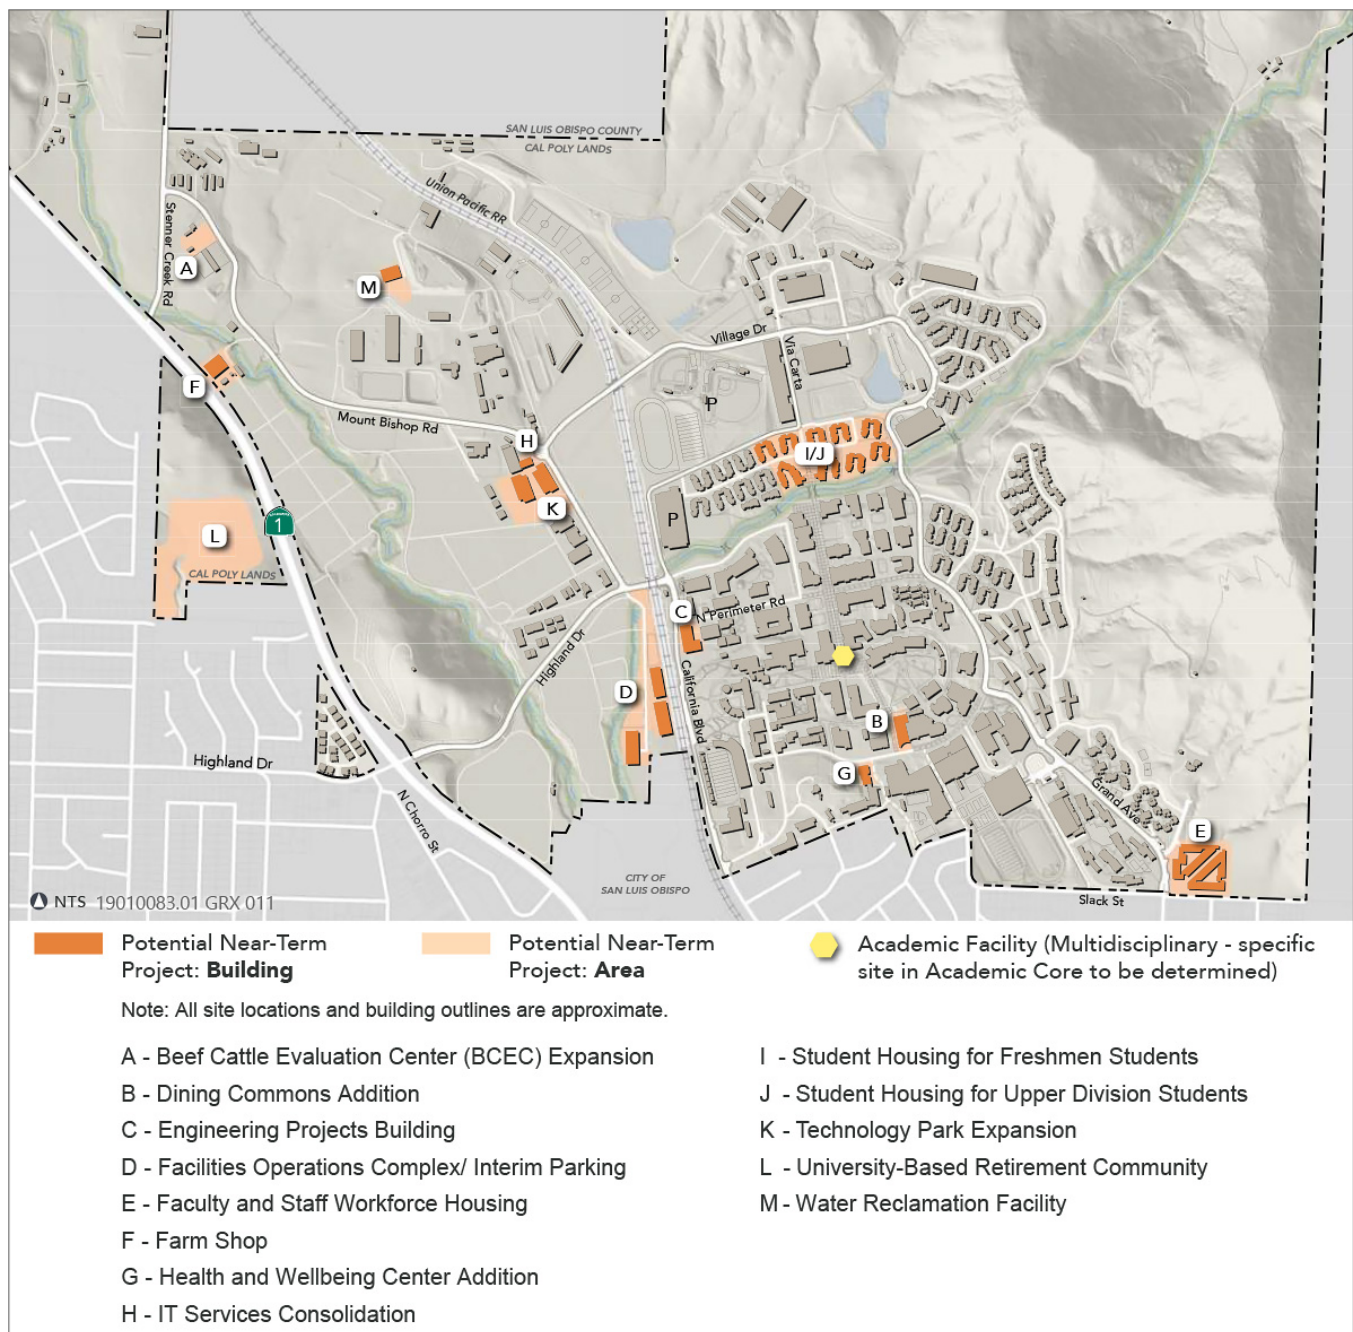 SAN LUIS OBISPO COUNTY
CAL POLY LANDS
Union Pacific RR
Stenner Creek Rd
A
M
Village Dr
Via Carta
F
P
Mount Bishop Rd
H
I/J
K
P
1
L
CAL POLY LANDS
C
N Perimeter Rd
Highland Dr
D
California Blvd
B
Highland Dr
G
Grand Ave
N Chorro St
E
CITY OF
SAN LUIS OBISPO
Slack St
NTS 19010083.01 GRX 011
Potential Near-Term
Project: Building
Potential Near-Term
Project: Area
Academic Facility (Multidisciplinary - specific
site in Academic Core to be determined)
Note: All site locations and building outlines are approximate.
A - Beef Cattle Evaluation Center (BCEC) Expansion
B - Dining Commons Addition
C - Engineering Projects Building
D - Facilities Operations Complex/ Interim Parking
E - Faculty and Staff Workforce Housing
F - Farm Shop
G - Health and Wellbeing Center Addition
H - IT Services Consolidation
I - Student Housing for Freshmen Students
J - Student Housing for Upper Division Students
K - Technology Park Expansion
L - University-Based Retirement Community
M - Water Reclamation Facility